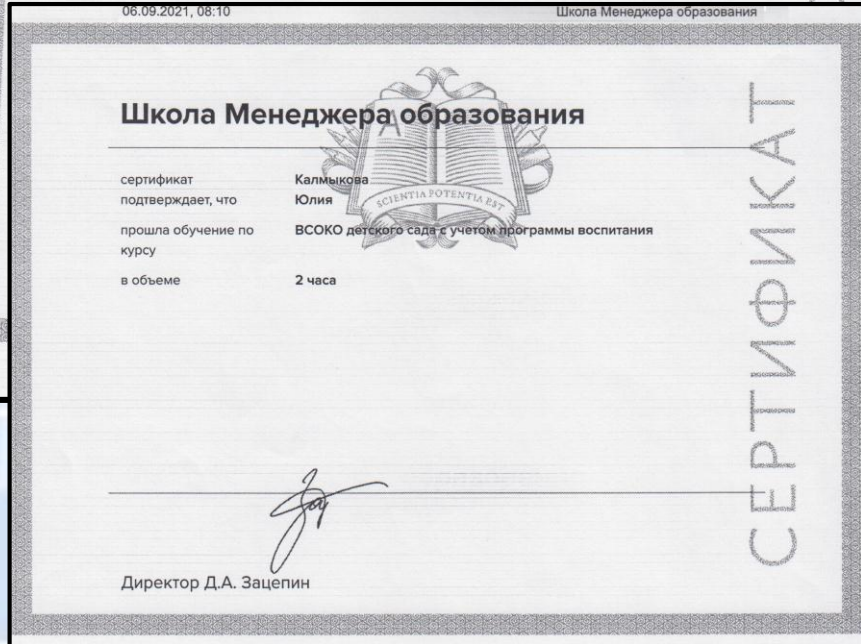 06.09.2021, 08:10 Школа Менеджера образования
Школа Менеджера образования
A
SCIENTIA POTENTIA EST
сертификат Калмыкова
подтверждает, что Юлия
прошла обучение по ВСОКО детского сада с учетом программы воспитания
курсу
в объеме 2 часа
Директор Д.А. Зацепин
СЕРТИФИКАТ